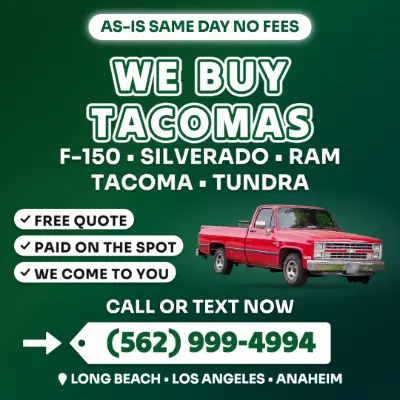 AS-IS SAME DAY NO FEES
WE BUY
TACOMAS
F-150 • SILVERADO • RAM
TACOMA • TUNDRA
✓ FREE QUOTE
✓ PAID ON THE SPOT
✓ WE COME TO YOU
CALL OR TEXT NOW
(562) 999-4994
LONG BEACH • LOS ANGELES • ANAHEIM